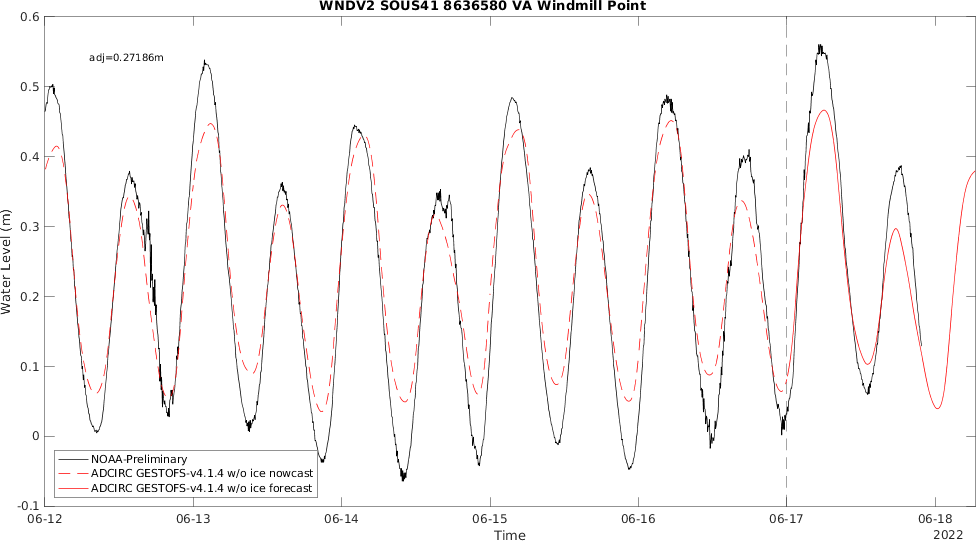 WNDV2 SOUS41 8636580 VA Windmill Point
0.6
adj=0.27186m
0.5
0.4
0.3
Water Level (m)
0.2
0.1
0
-0.1
NOAA-Preliminary
ADCIRC GESTOFS-v4.1.4 w/o ice nowcast
ADCIRC GESTOFS-v4.1.4 w/o ice forecast
06-12 06-13 06-14 06-15 06-16 06-17 06-18
Time
2022